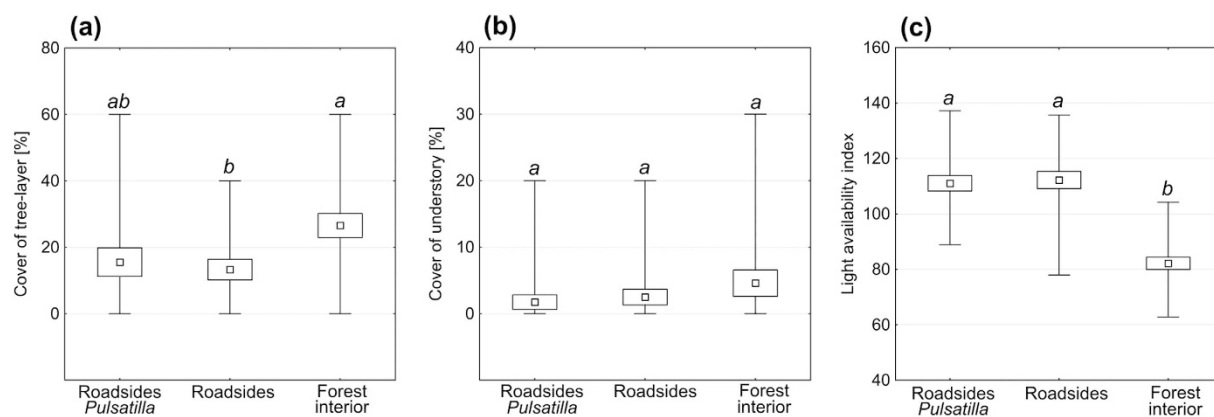 (a)
Cover of tree-layer [%]
80
60
40
20
0
ab
b
a
Roadsides
Pulsatilla
Roadsides
Forest
interior
(b)
Cover of understory [%]
40
30
20
10
0
a
a
a
Roadsides
Pulsatilla
Roadsides
Forest
interior
(c)
Light availability index
160
140
120
100
80
60
40
a
a
b
Roadsides
Pulsatilla
Roadsides
Forest
interior